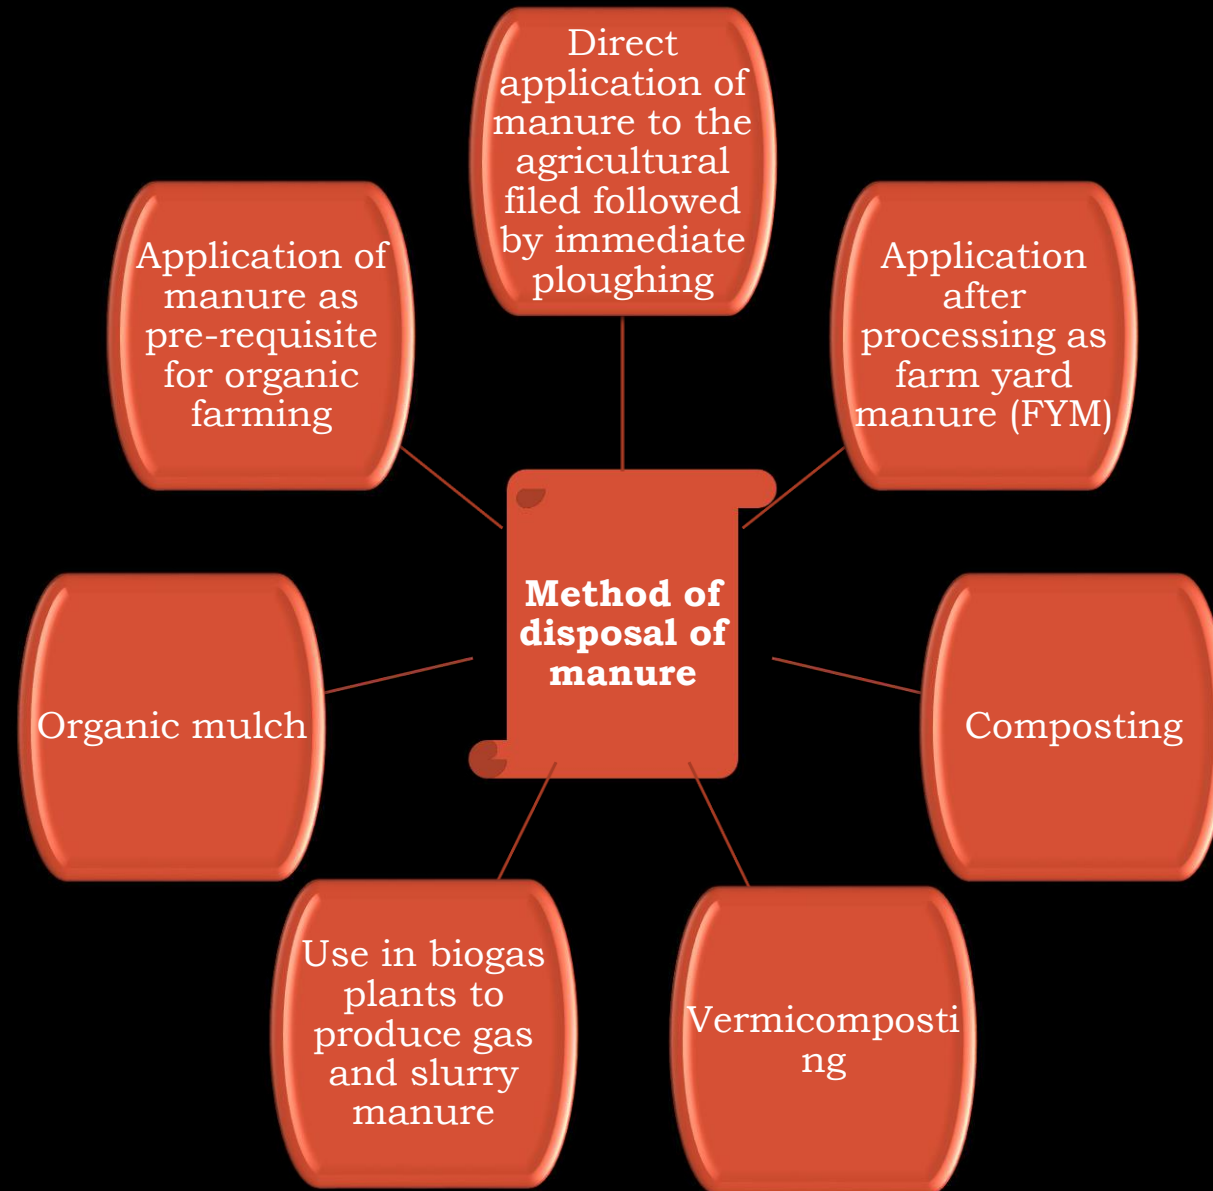 Direct
application of
manure to the
agricultural
filed followed
by immediate
ploughing
Application
after
processing as
farm yard
manure (FYM)
Composting
Vermicomposti
ng
Use in biogas
plants to
produce gas
and slurry
manure
Organic mulch
Application of
manure as
pre-requisite
for organic
farming
Method of
disposal of
manure